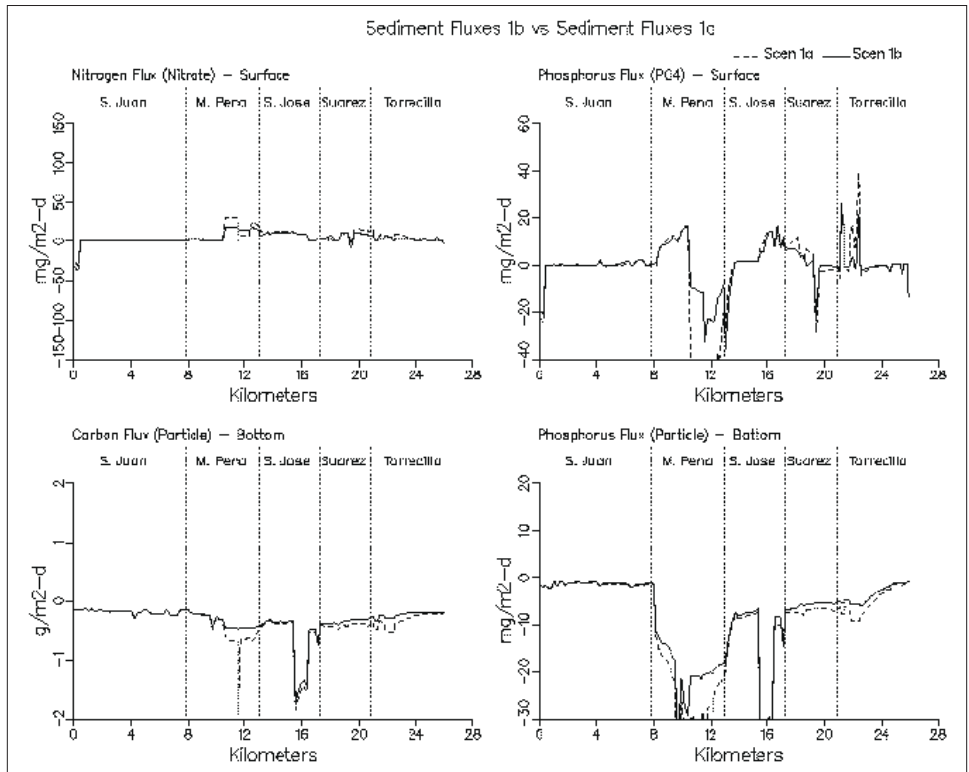 Sediment Fluxes 1b vs Sediment Fluxes 1a
Scen 1a Scen 1b
Nitrogen Flux (Nitrate) – Surface
S. Juan M. Pena S. Jose Suarez Torrecilla
mg/m2-d
150
100
50
0
-50
-100
-150
0 4 8 12 16 20 24 28
Kilometers
Phosphorus Flux (PO4) – Surface
S. Juan M. Pena S. Jose Suarez Torrecilla
mg/m2-d
60
40
20
0
-20
-40
0 4 8 12 16 20 24 28
Kilometers
Carbon Flux (Particle) – Bottom
S. Juan M. Pena S. Jose Suarez Torrecilla
g/m2-d
2
1
-0
-1
-2
0 4 8 12 16 20 24 28
Kilometers
Phosphorus Flux (Particle) – Bottom
S. Juan M. Pena S. Jose Suarez Torrecilla
mg/m2-d
20
10
0
-10
-20
-30
0 4 8 12 16 20 24 28
Kilometers